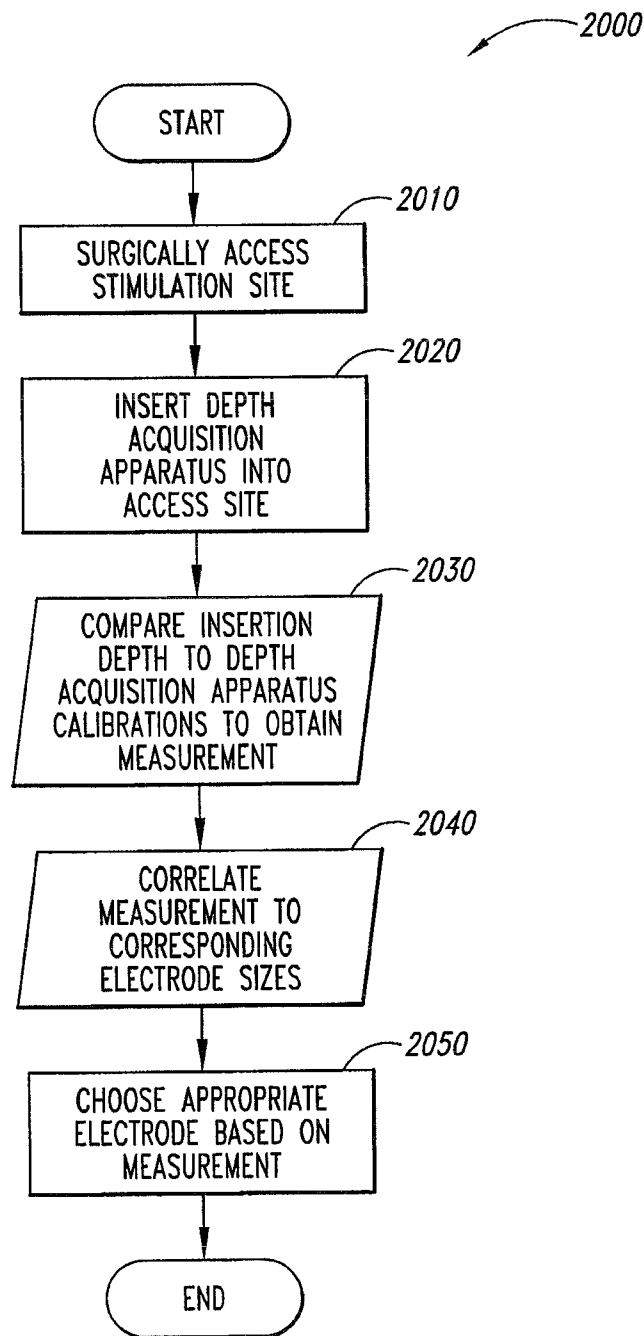 2000
START
2010
SURGICALLY ACCESS
STIMULATION SITE
2020
INSERT DEPTH
ACQUISITION
APPARATUS INTO
ACCESS SITE
2030
COMPARE INSERTION
DEPTH TO DEPTH
ACQUISITION APPARATUS
CALIBRATIONS TO OBTAIN
MEASUREMENT
2040
CORRELATE
MEASUREMENT TO
CORRESPONDING
ELECTRODE SIZES
2050
CHOOSE APPROPRIATE
ELECTRODE BASED ON
MEASUREMENT
END